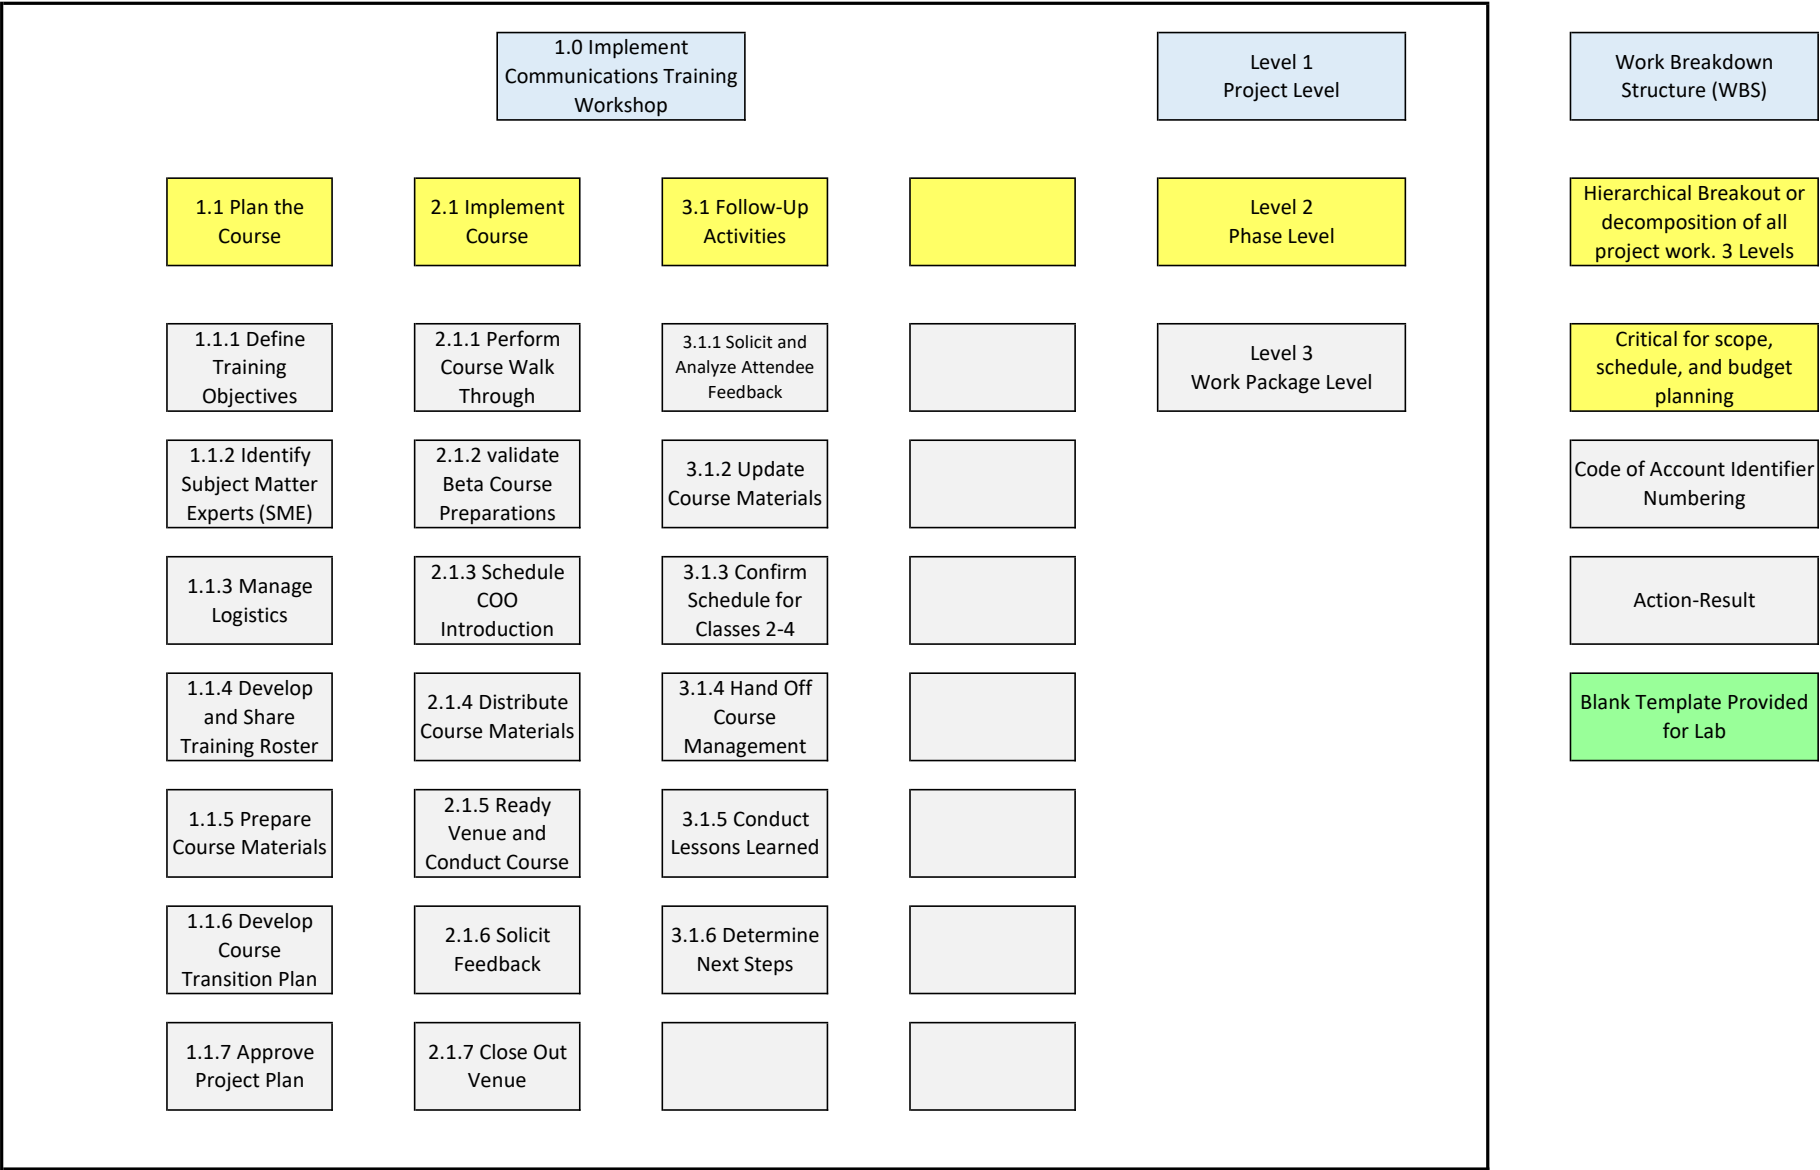 1.0 Implement
Communications Training
Workshop
Level 1
Project Level
Work Breakdown
Structure (WBS)
1.1 Plan the
Course
2.1 Implement
Course
3.1 Follow-Up
Activities
Level 2
Phase Level
Hierarchical Breakout or
decomposition of all
project work. 3 Levels
1.1.1 Define
Training
Objectives
2.1.1 Perform
Course Walk
Through
3.1.1 Solicit and
Analyze Attendee
Feedback
Level 3
Work Package Level
Critical for scope,
schedule, and budget
planning
1.1.2 Identify
Subject Matter
Experts (SME)
2.1.2 validate
Beta Course
Preparations
3.1.2 Update
Course Materials
Code of Account Identifier
Numbering
1.1.3 Manage
Logistics
2.1.3 Schedule
COO
Introduction
3.1.3 Confirm
Schedule for
Classes 2-4
Action-Result
1.1.4 Develop
and Share
Training Roster
2.1.4 Distribute
Course Materials
3.1.4 Hand Off
Course
Management
Blank Template Provided
for Lab
1.1.5 Prepare
Course Materials
2.1.5 Ready
Venue and
Conduct Course
3.1.5 Conduct
Lessons Learned
1.1.6 Develop
Course
Transition Plan
2.1.6 Solicit
Feedback
3.1.6 Determine
Next Steps
1.1.7 Approve
Project Plan
2.1.7 Close Out
Venue